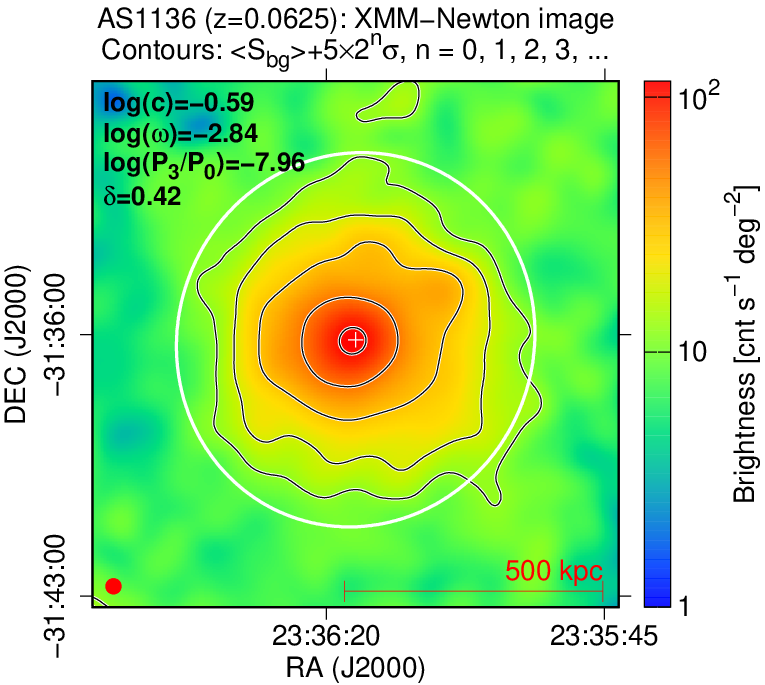 AS1136 (z=0.0625): XMM−Newton image
Contours: <S_bg>+5×2^nσ, n = 0, 1, 2, 3, ...
log(c)=−0.59
log(ω)=−2.84
log(P_3/P_0)=−7.96
δ=0.42
10^2
10
1
Brightness [cnt s^−1 deg^−2]
DEC (J2000)
−31:36:00
−31:43:00
500 kpc
23:36:20
23:35:45
RA (J2000)